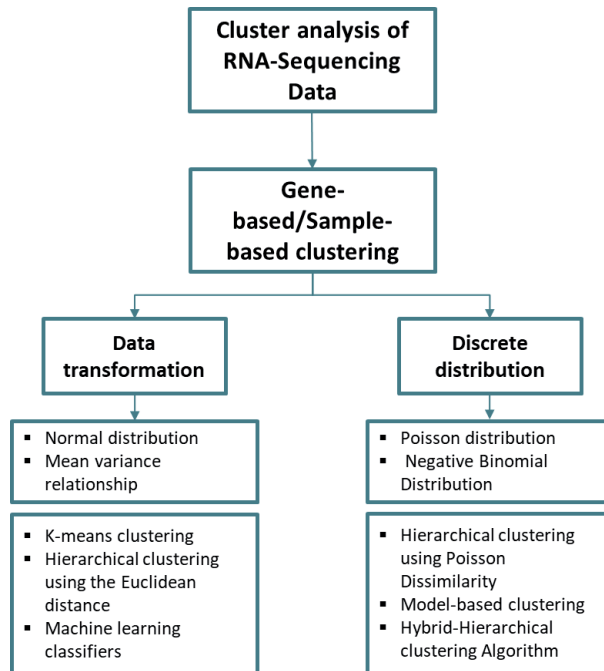 Cluster analysis of
RNA-Sequencing
Data
Gene-
based/Sample-
based clustering
Data
transformation
▪ Normal distribution
▪ Mean variance
relationship
▪ K-means clustering
▪ Hierarchical clustering
using the Euclidean
distance
▪ Machine learning
classifiers
Discrete
distribution
▪ Poisson distribution
▪ Negative Binomial
Distribution
▪ Hierarchical clustering
using Poisson
Dissimilarity
▪ Model-based clustering
▪ Hybrid-Hierarchical
clustering Algorithm